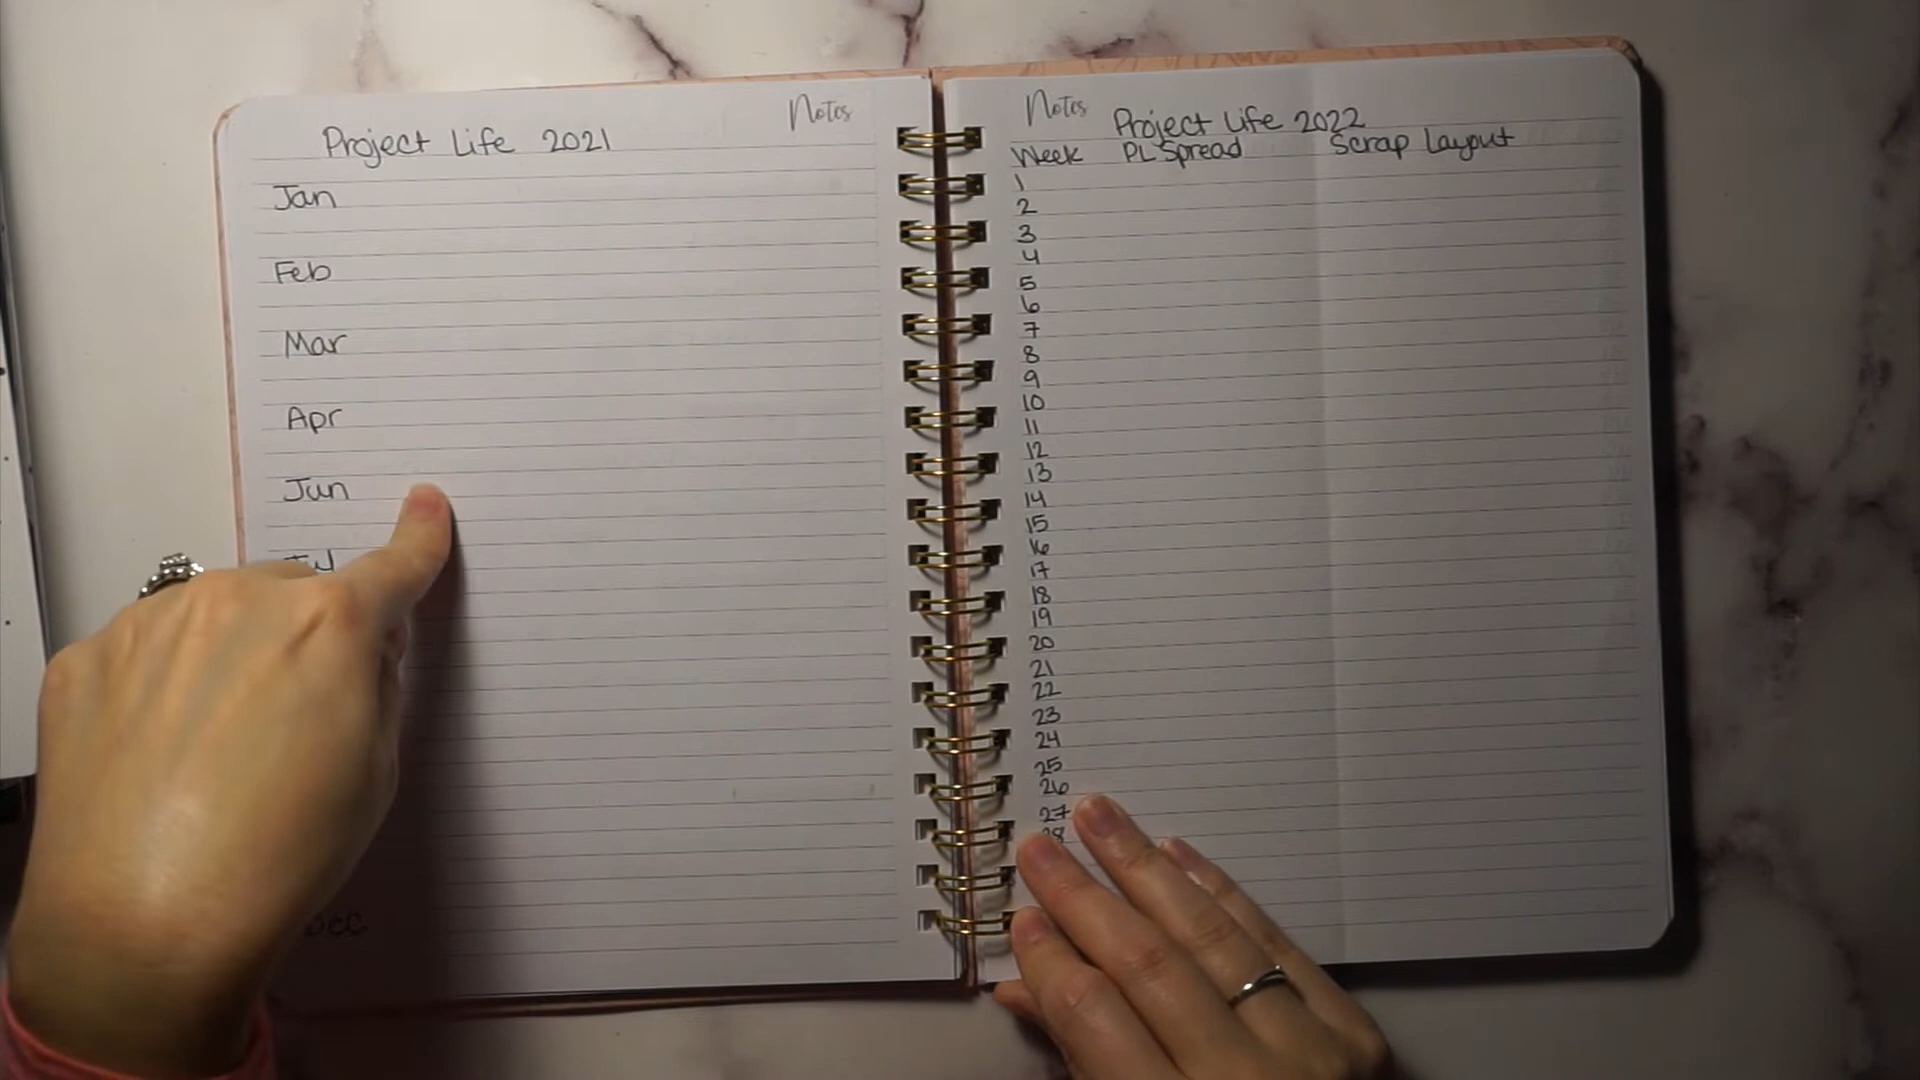 Notes
Project Life 2021
Jan
Feb
Mar
Apr
Jun
Jul
Notes
Project Life 2022
Week PL Spread Scrap Layout
1
2
3
4
5
6
7
8
9
10
11
12
13
14
15
16
17
18
19
20
21
22
23
24
25
26
27
28